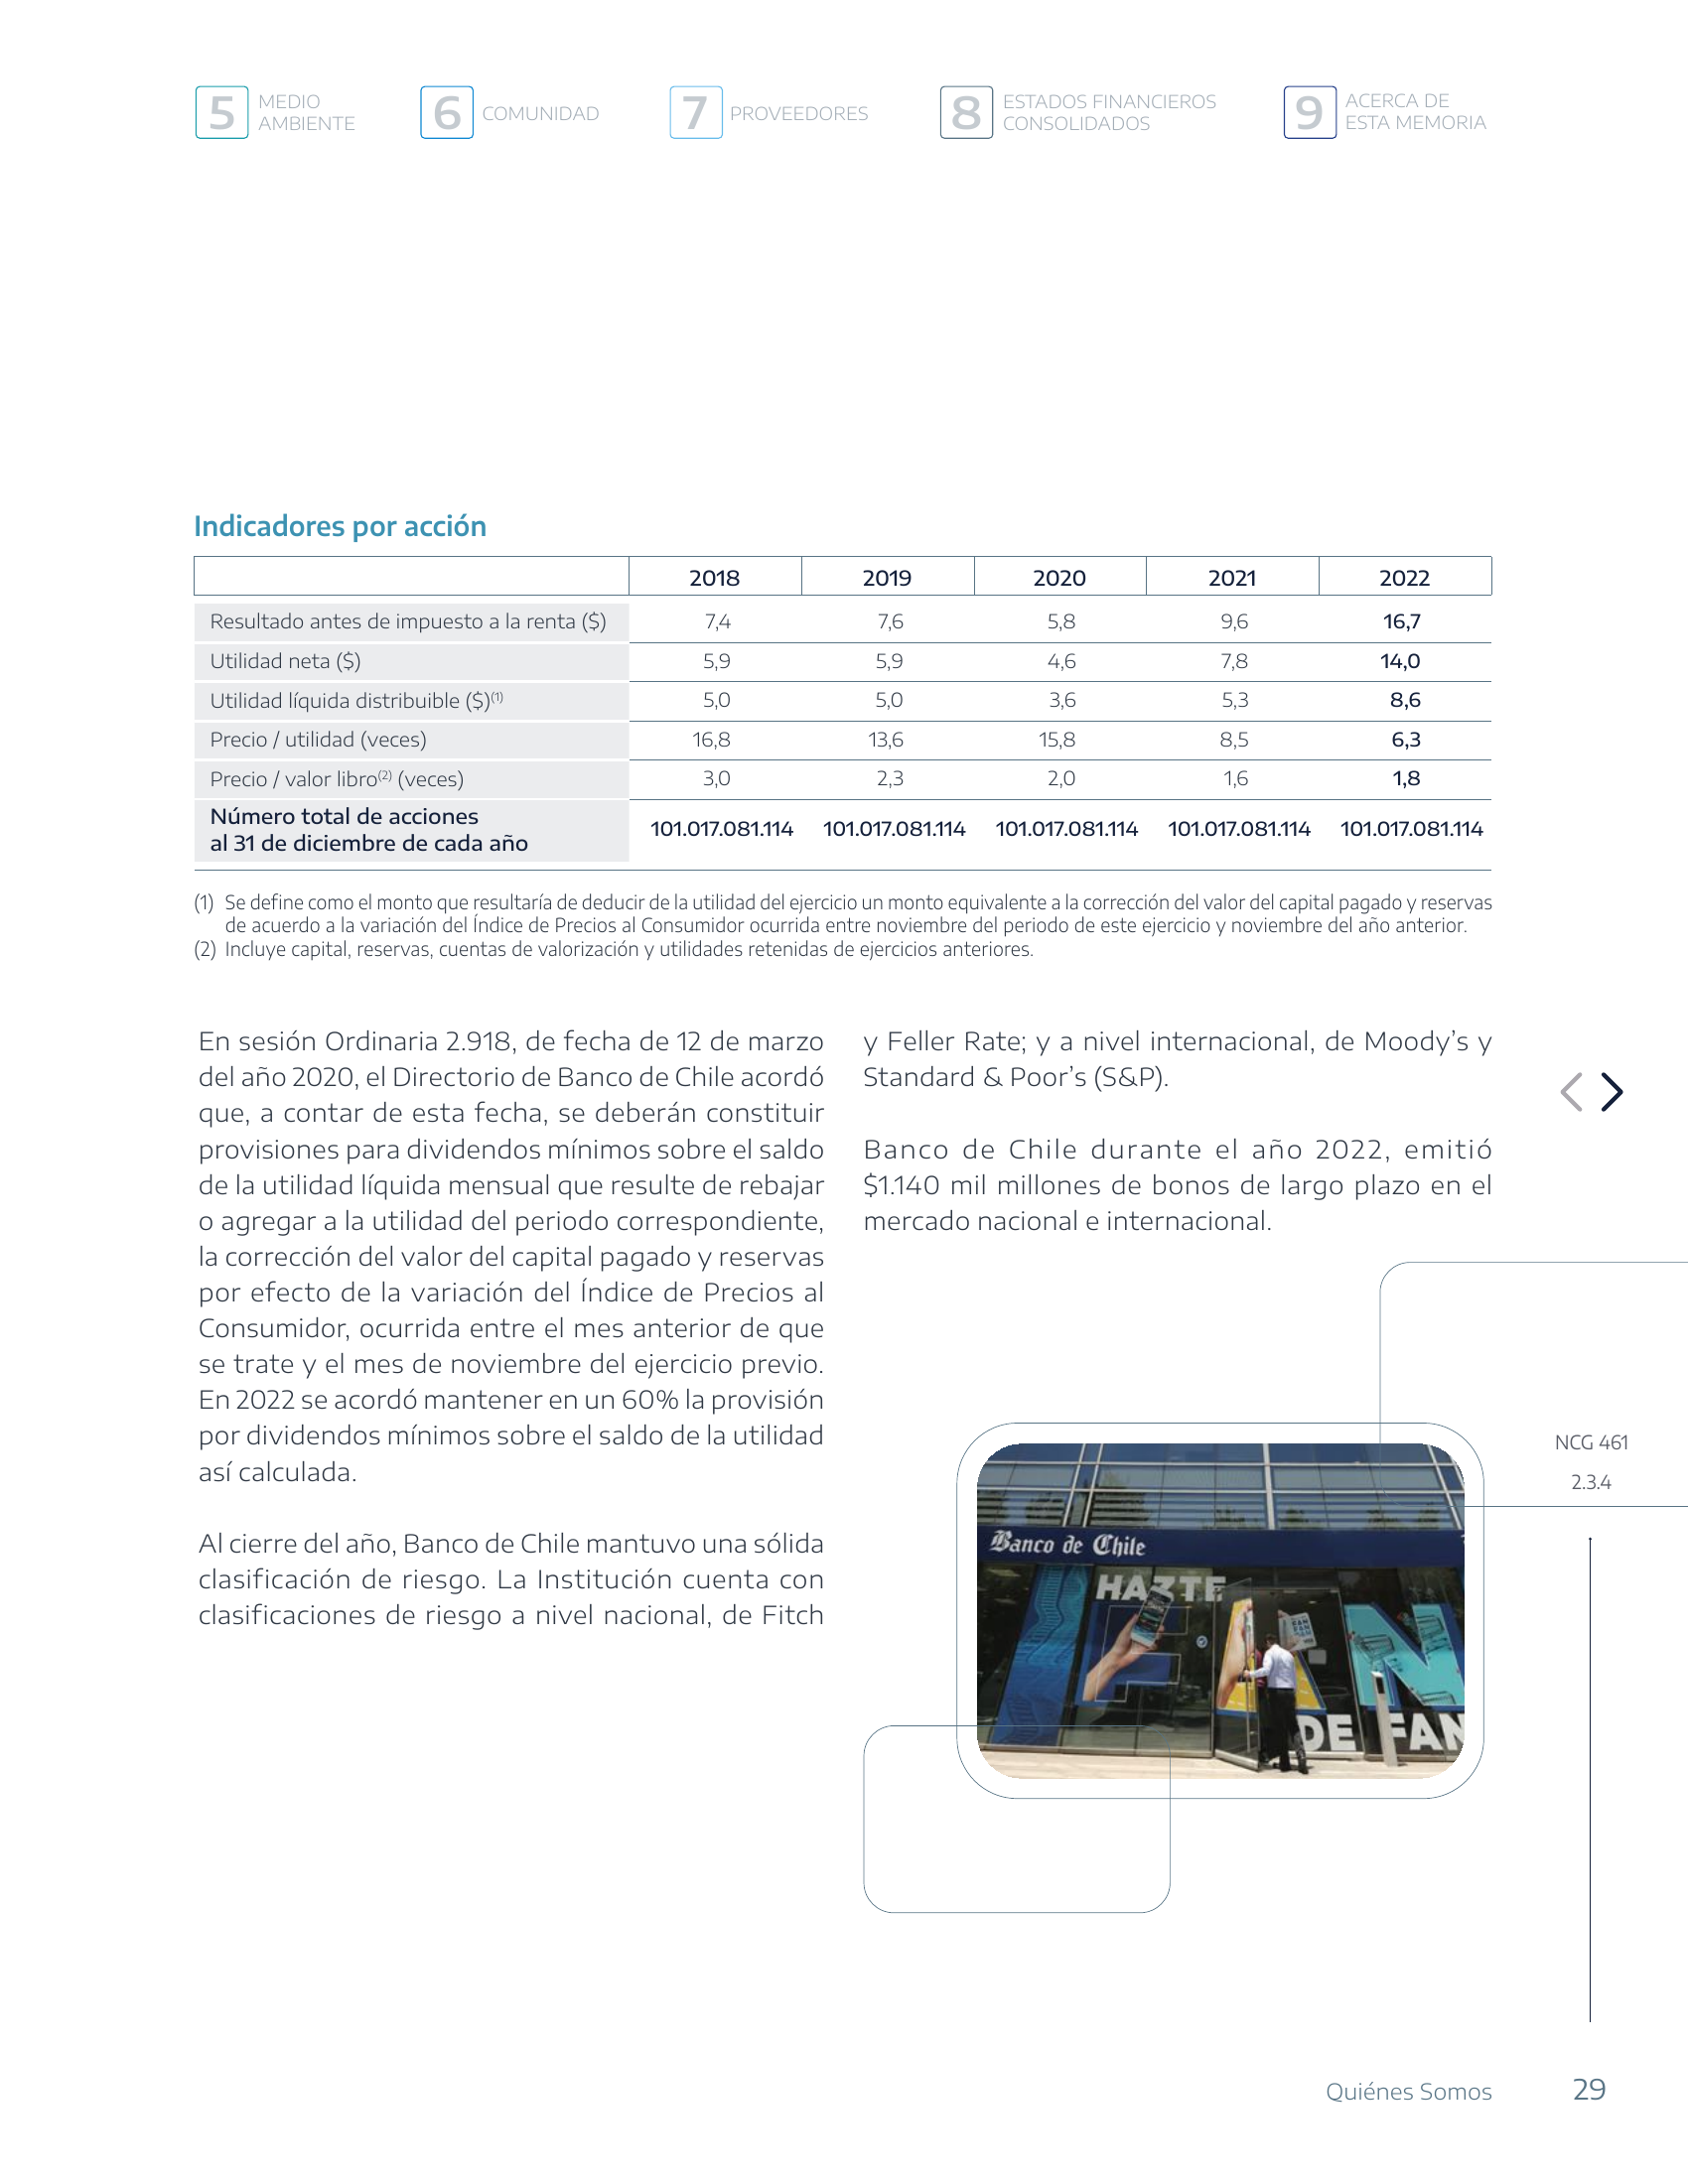 5 MEDIO AMBIENTE
6 COMUNIDAD
7 PROVEEDORES
8 ESTADOS FINANCIEROS CONSOLIDADOS
9 ACERCA DE ESTA MEMORIA
Indicadores por acción
2018 2019 2020 2021 2022
Resultado antes de impuesto a la renta ($) 7,4 7,6 5,8 9,6 16,7
Utilidad neta ($) 5,9 5,9 4,6 7,8 14,0
Utilidad líquida distribuible ($)(1) 5,0 5,0 3,6 5,3 8,6
Precio / utilidad (veces) 16,8 13,6 15,8 8,5 6,3
Precio / valor libro(2) (veces) 3,0 2,3 2,0 1,6 1,8
Número total de acciones
al 31 de diciembre de cada año 101.017.081.114 101.017.081.114 101.017.081.114 101.017.081.114 101.017.081.114
(1) Se define como el monto que resultaría de deducir de la utilidad del ejercicio un monto equivalente a la corrección del valor del capital pagado y reservas
de acuerdo a la variación del Índice de Precios al Consumidor ocurrida entre noviembre del periodo de este ejercicio y noviembre del año anterior.
(2) Incluye capital, reservas, cuentas de valorización y utilidades retenidas de ejercicios anteriores.
En sesión Ordinaria 2.918, de fecha de 12 de marzo
del año 2020, el Directorio de Banco de Chile acordó
que, a contar de esta fecha, se deberán constituir
provisiones para dividendos mínimos sobre el saldo
de la utilidad líquida mensual que resulte de rebajar
o agregar a la utilidad del periodo correspondiente,
la corrección del valor del capital pagado y reservas
por efecto de la variación del Índice de Precios al
Consumidor, ocurrida entre el mes anterior de que
se trate y el mes de noviembre del ejercicio previo.
En 2022 se acordó mantener en un 60% la provisión
por dividendos mínimos sobre el saldo de la utilidad
así calculada.
Al cierre del año, Banco de Chile mantuvo una sólida
clasificación de riesgo. La Institución cuenta con
clasificaciones de riesgo a nivel nacional, de Fitch
y Feller Rate; y a nivel internacional, de Moody's y
Standard & Poor's (S&P).
Banco de Chile durante el año 2022, emitió
$1.140 mil millones de bonos de largo plazo en el
mercado nacional e internacional.
NCG 461
2.3.4
Banco de Chile
HAZTE
FAN
FAN
FAN
FAN
DE FAN
Quiénes Somos 29